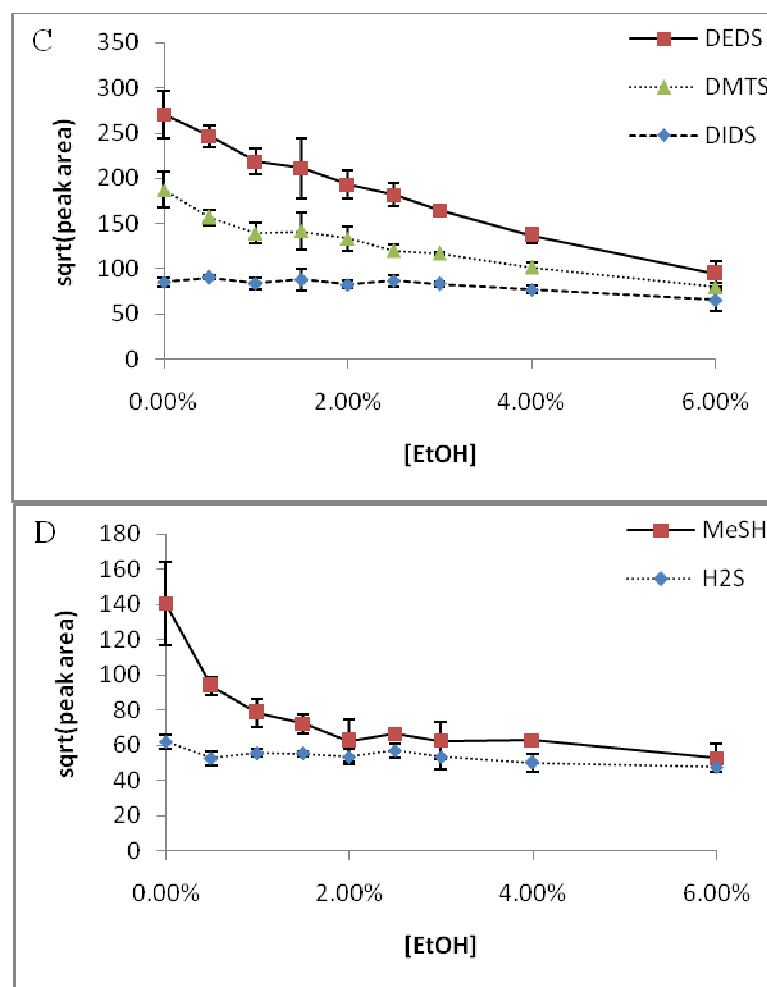 C
DEDS
DMTS
DIDS
sqrt(peak area)
350
300
250
200
150
100
50
0
0.00% 2.00% 4.00% 6.00%
[EtOH]
D
MeSH
H2S
sqrt(peak area)
180
160
140
120
100
80
60
40
20
0
0.00% 2.00% 4.00% 6.00%
[EtOH]